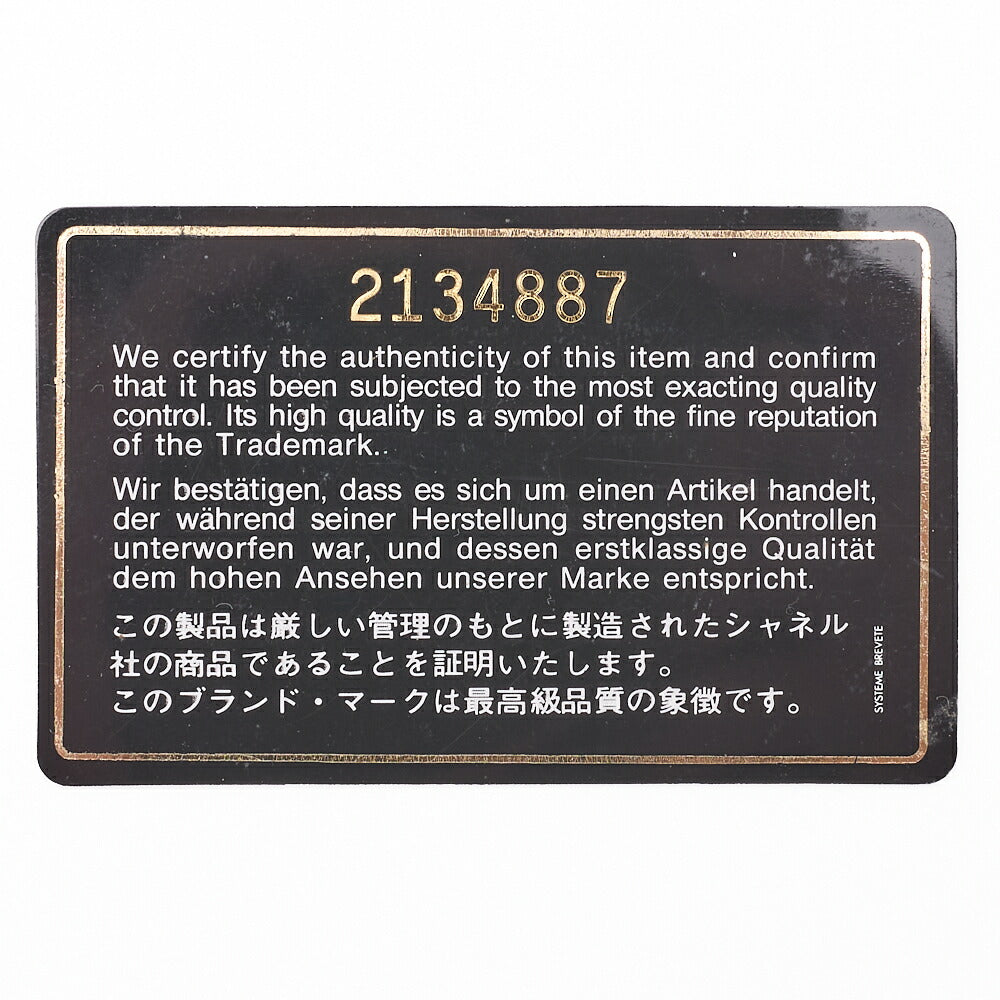 2134887
We certify the authenticity of this item and confirm
that it has been subjected to the most exacting quality
control. Its high quality is a symbol of the fine reputation
of the Trademark..
Wir bestätigen, dass es sich um einen Artikel handelt,
der während seiner Herstellung strengsten Kontrollen
unterworfen war, und dessen erstklassige Qualität
dem hohen Ansehen unserer Marke entspricht.
この製品は厳しい管理のもとに製造されたシャネル
社の商品であることを証明いたします。
このブランド・マークは最高級品質の象徴です。
SYSTEME BREVETE